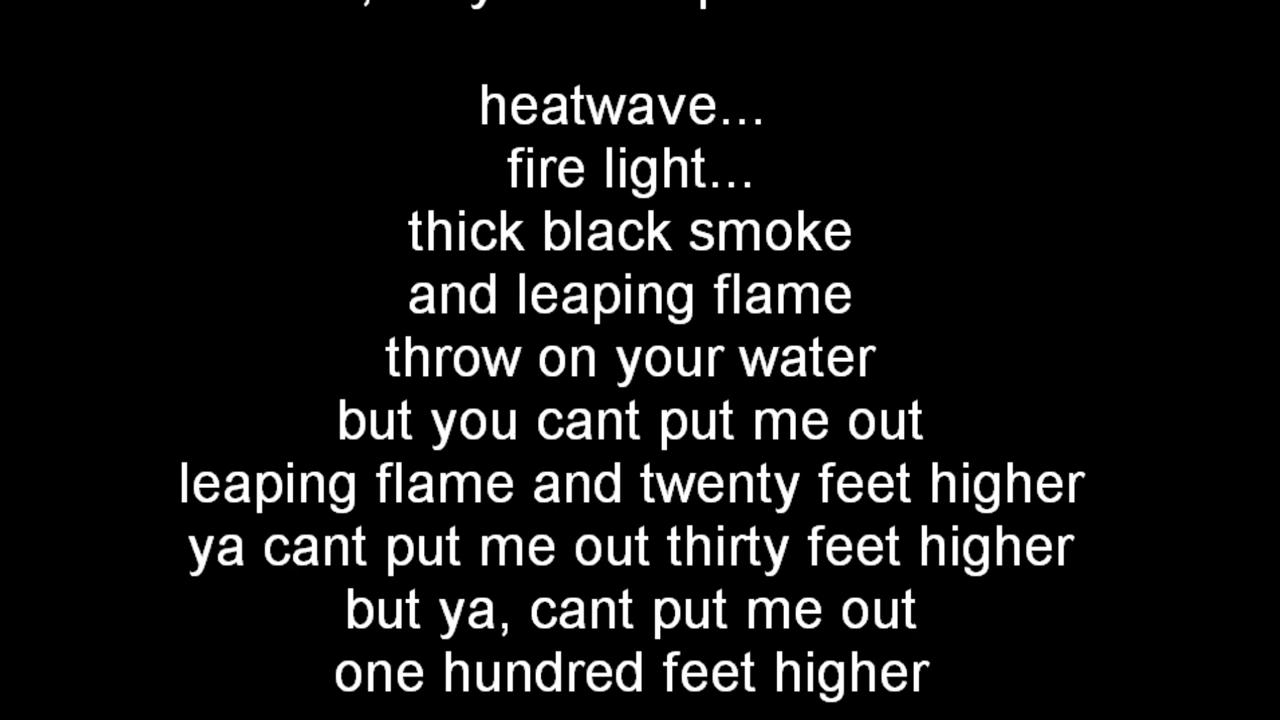 heatwave...
fire light...
thick black smoke
and leaping flame
throw on your water
but you cant put me out
leaping flame and twenty feet higher
ya cant put me out thirty feet higher
but ya, cant put me out
one hundred feet higher